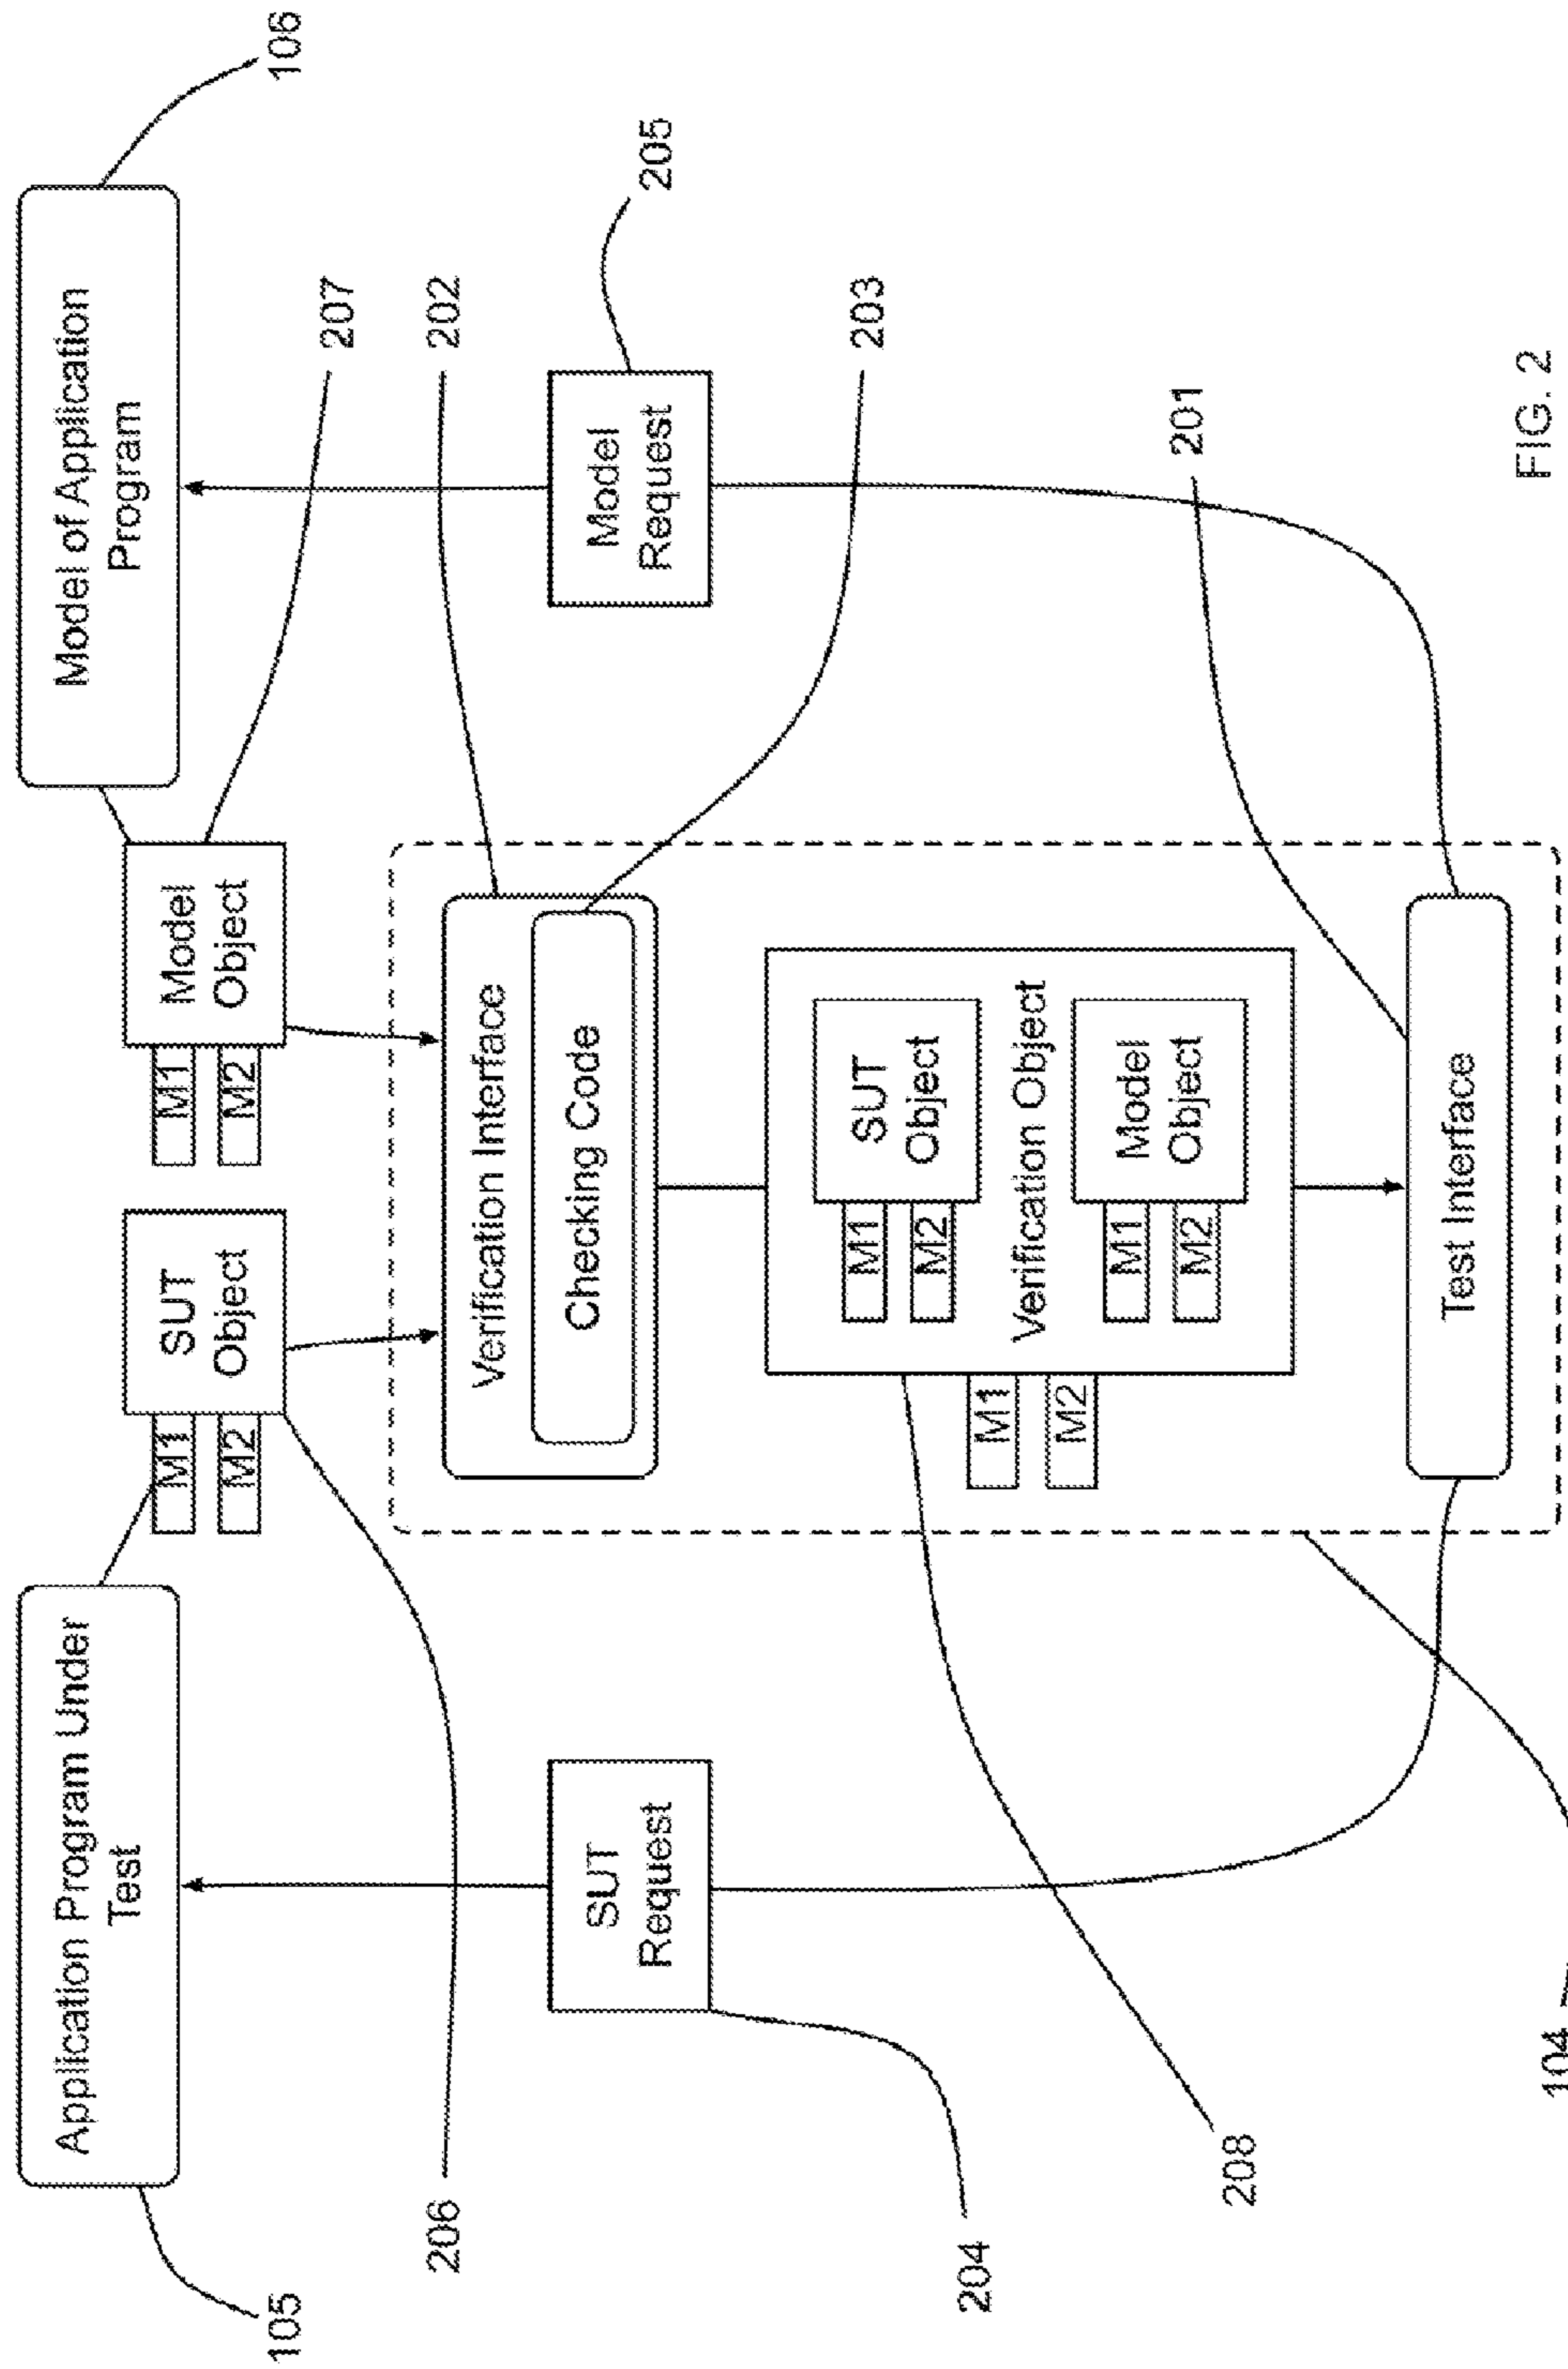 Application Program Under
Test
Model of Application
Program
105
106
M1
M2
SUT
Object
M1
M2
Model
Object
207
206
202
Verification Interface
Checking Code
SUT
Request
Model
Request
205
204
203
M1
M2
SUT
Object
Verification Object
M1
M2
M1
M2
Model
Object
208
201
Test Interface
104
FIG. 2